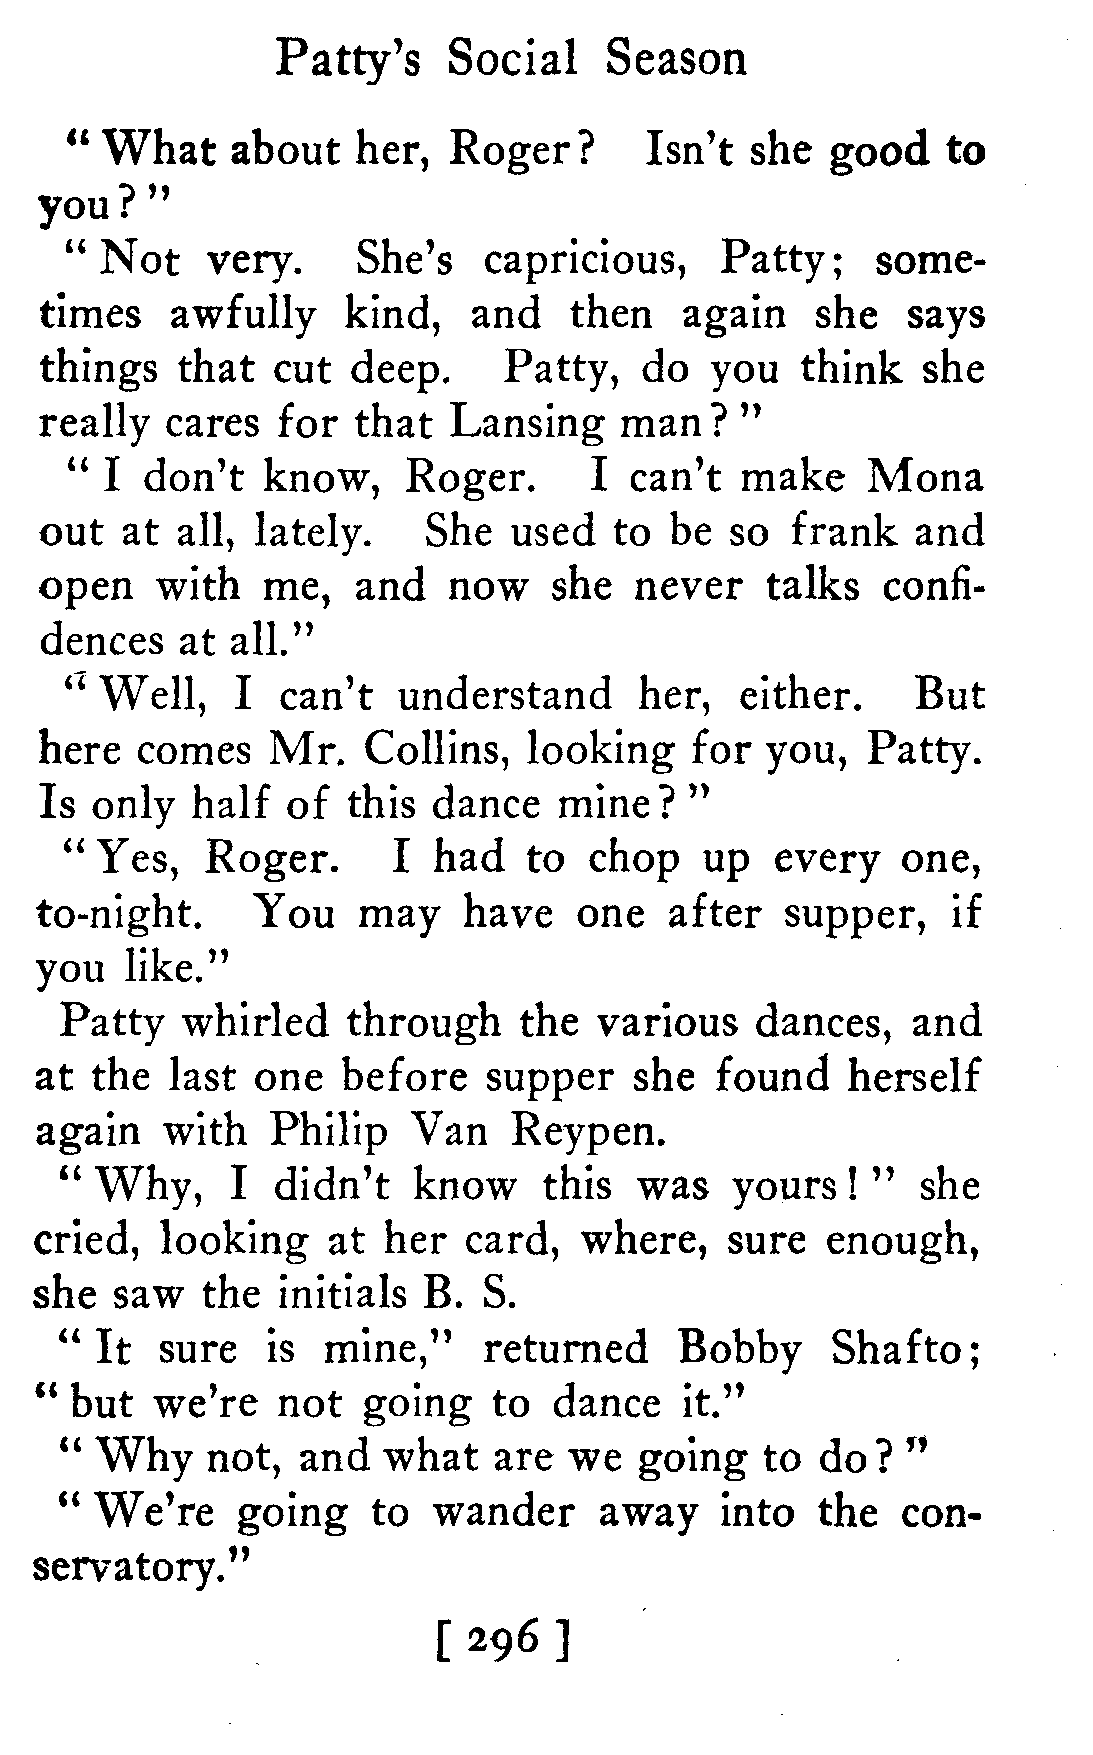 Patty's Social Season
" What about her, Roger? Isn't she good to
you? "
" Not very. She's capricious, Patty; some-
times awfully kind, and then again she says
things that cut deep. Patty, do you think she
really cares for that Lansing man? "
" I don't know, Roger. I can't make Mona
out at all, lately. She used to be so frank and
open with me, and now she never talks confi-
dences at all."
" Well, I can't understand her, either. But
here comes Mr. Collins, looking for you, Patty.
Is only half of this dance mine? "
" Yes, Roger. I had to chop up every one,
to-night. You may have one after supper, if
you like."
Patty whirled through the various dances, and
at the last one before supper she found herself
again with Philip Van Reypen.
" Why, I didn't know this was yours! " she
cried, looking at her card, where, sure enough,
she saw the initials B. S.
" It sure is mine," returned Bobby Shafto;
" but we're not going to dance it."
" Why not, and what are we going to do? "
" We're going to wander away into the con-
servatory."
[ 296 ]